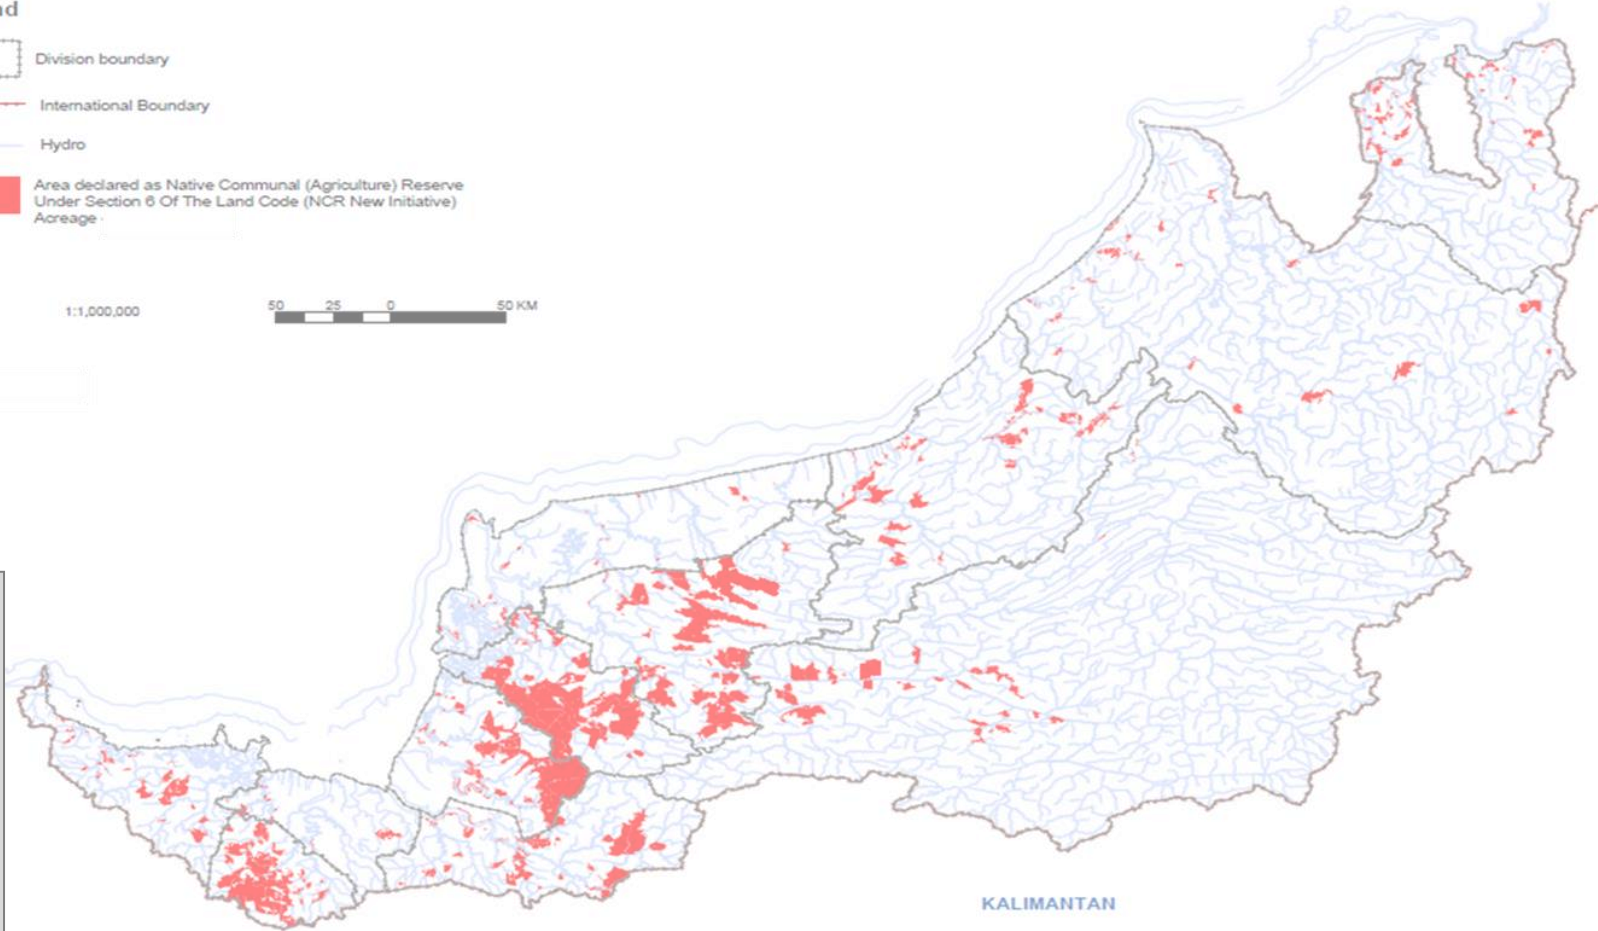 nd
Division boundary
International Boundary
Hydro
Area declared as Native Communal (Agriculture) Reserve
Under Section 6 Of The Land Code (NCR New Initiative)
Acreage
1:1,000,000
50 25 0 50 KM
KALIMANTAN